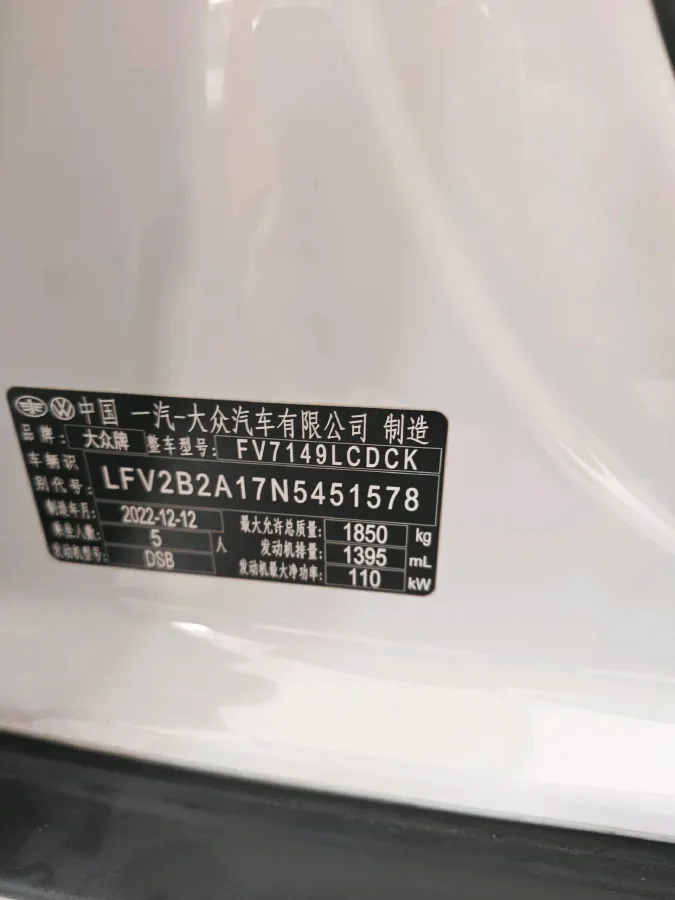 中国 一汽-大众汽车有限公司 制造
品牌: 大众牌 整车型号: FV7149LCDCK
车辆识
别代号: LFV2B2A17N5451578
制造年月: 2022-12-12 最大允许总质量: 1850 kg
乘坐人数: 5 人 发动机排量: 1395 mL
发动机型号: DSB 发动机最大净功率: 110 kW